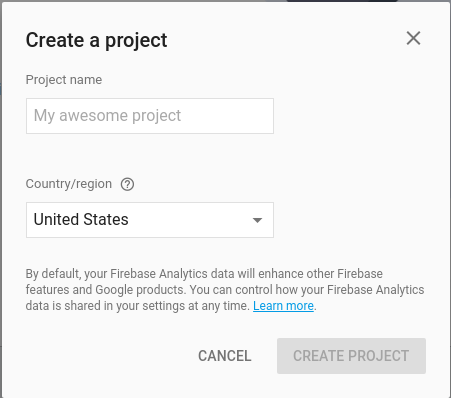 Create a project
Project name
My awesome project
Country/region
United States
By default, your Firebase Analytics data will enhance other Firebase
features and Google products. You can control how your Firebase Analytics
data is shared in your settings at any time. Learn more.
CANCEL
CREATE PROJECT